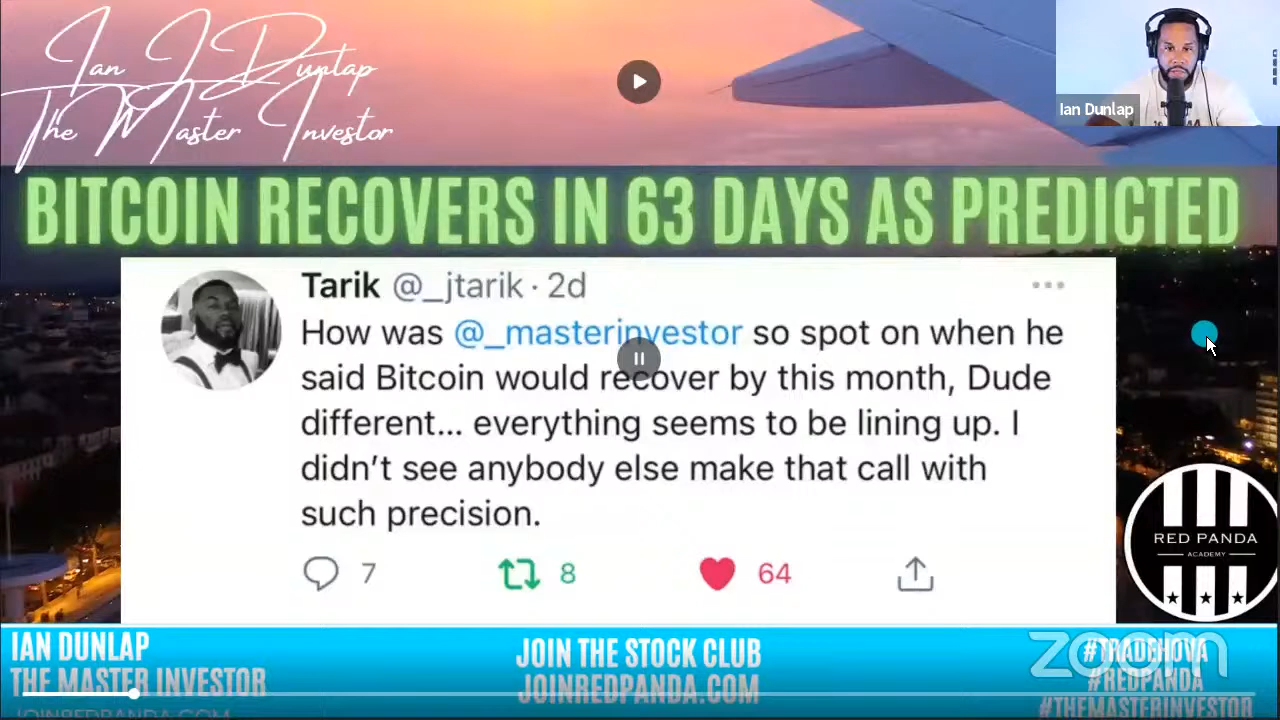 Ian J Dunlap
The Master Investor
Ian Dunlap
BITCOIN RECOVERS IN 63 DAYS AS PREDICTED
Tarik @_jtarik · 2d
How was @_masterinvestor so spot on when he
said Bitcoin would recover by this month, Dude
different... everything seems to be lining up. I
didn't see anybody else make that call with
such precision.
7 8 64
RED PANDA
ACADEMY
IAN DUNLAP
THE MASTER INVESTOR
JOINREDPANDA.COM
JOIN THE STOCK CLUB
JOINREDPANDA.COM
zoom
#TRADEHOVA
#REDPANDA
#THEMASTERINVESTOR